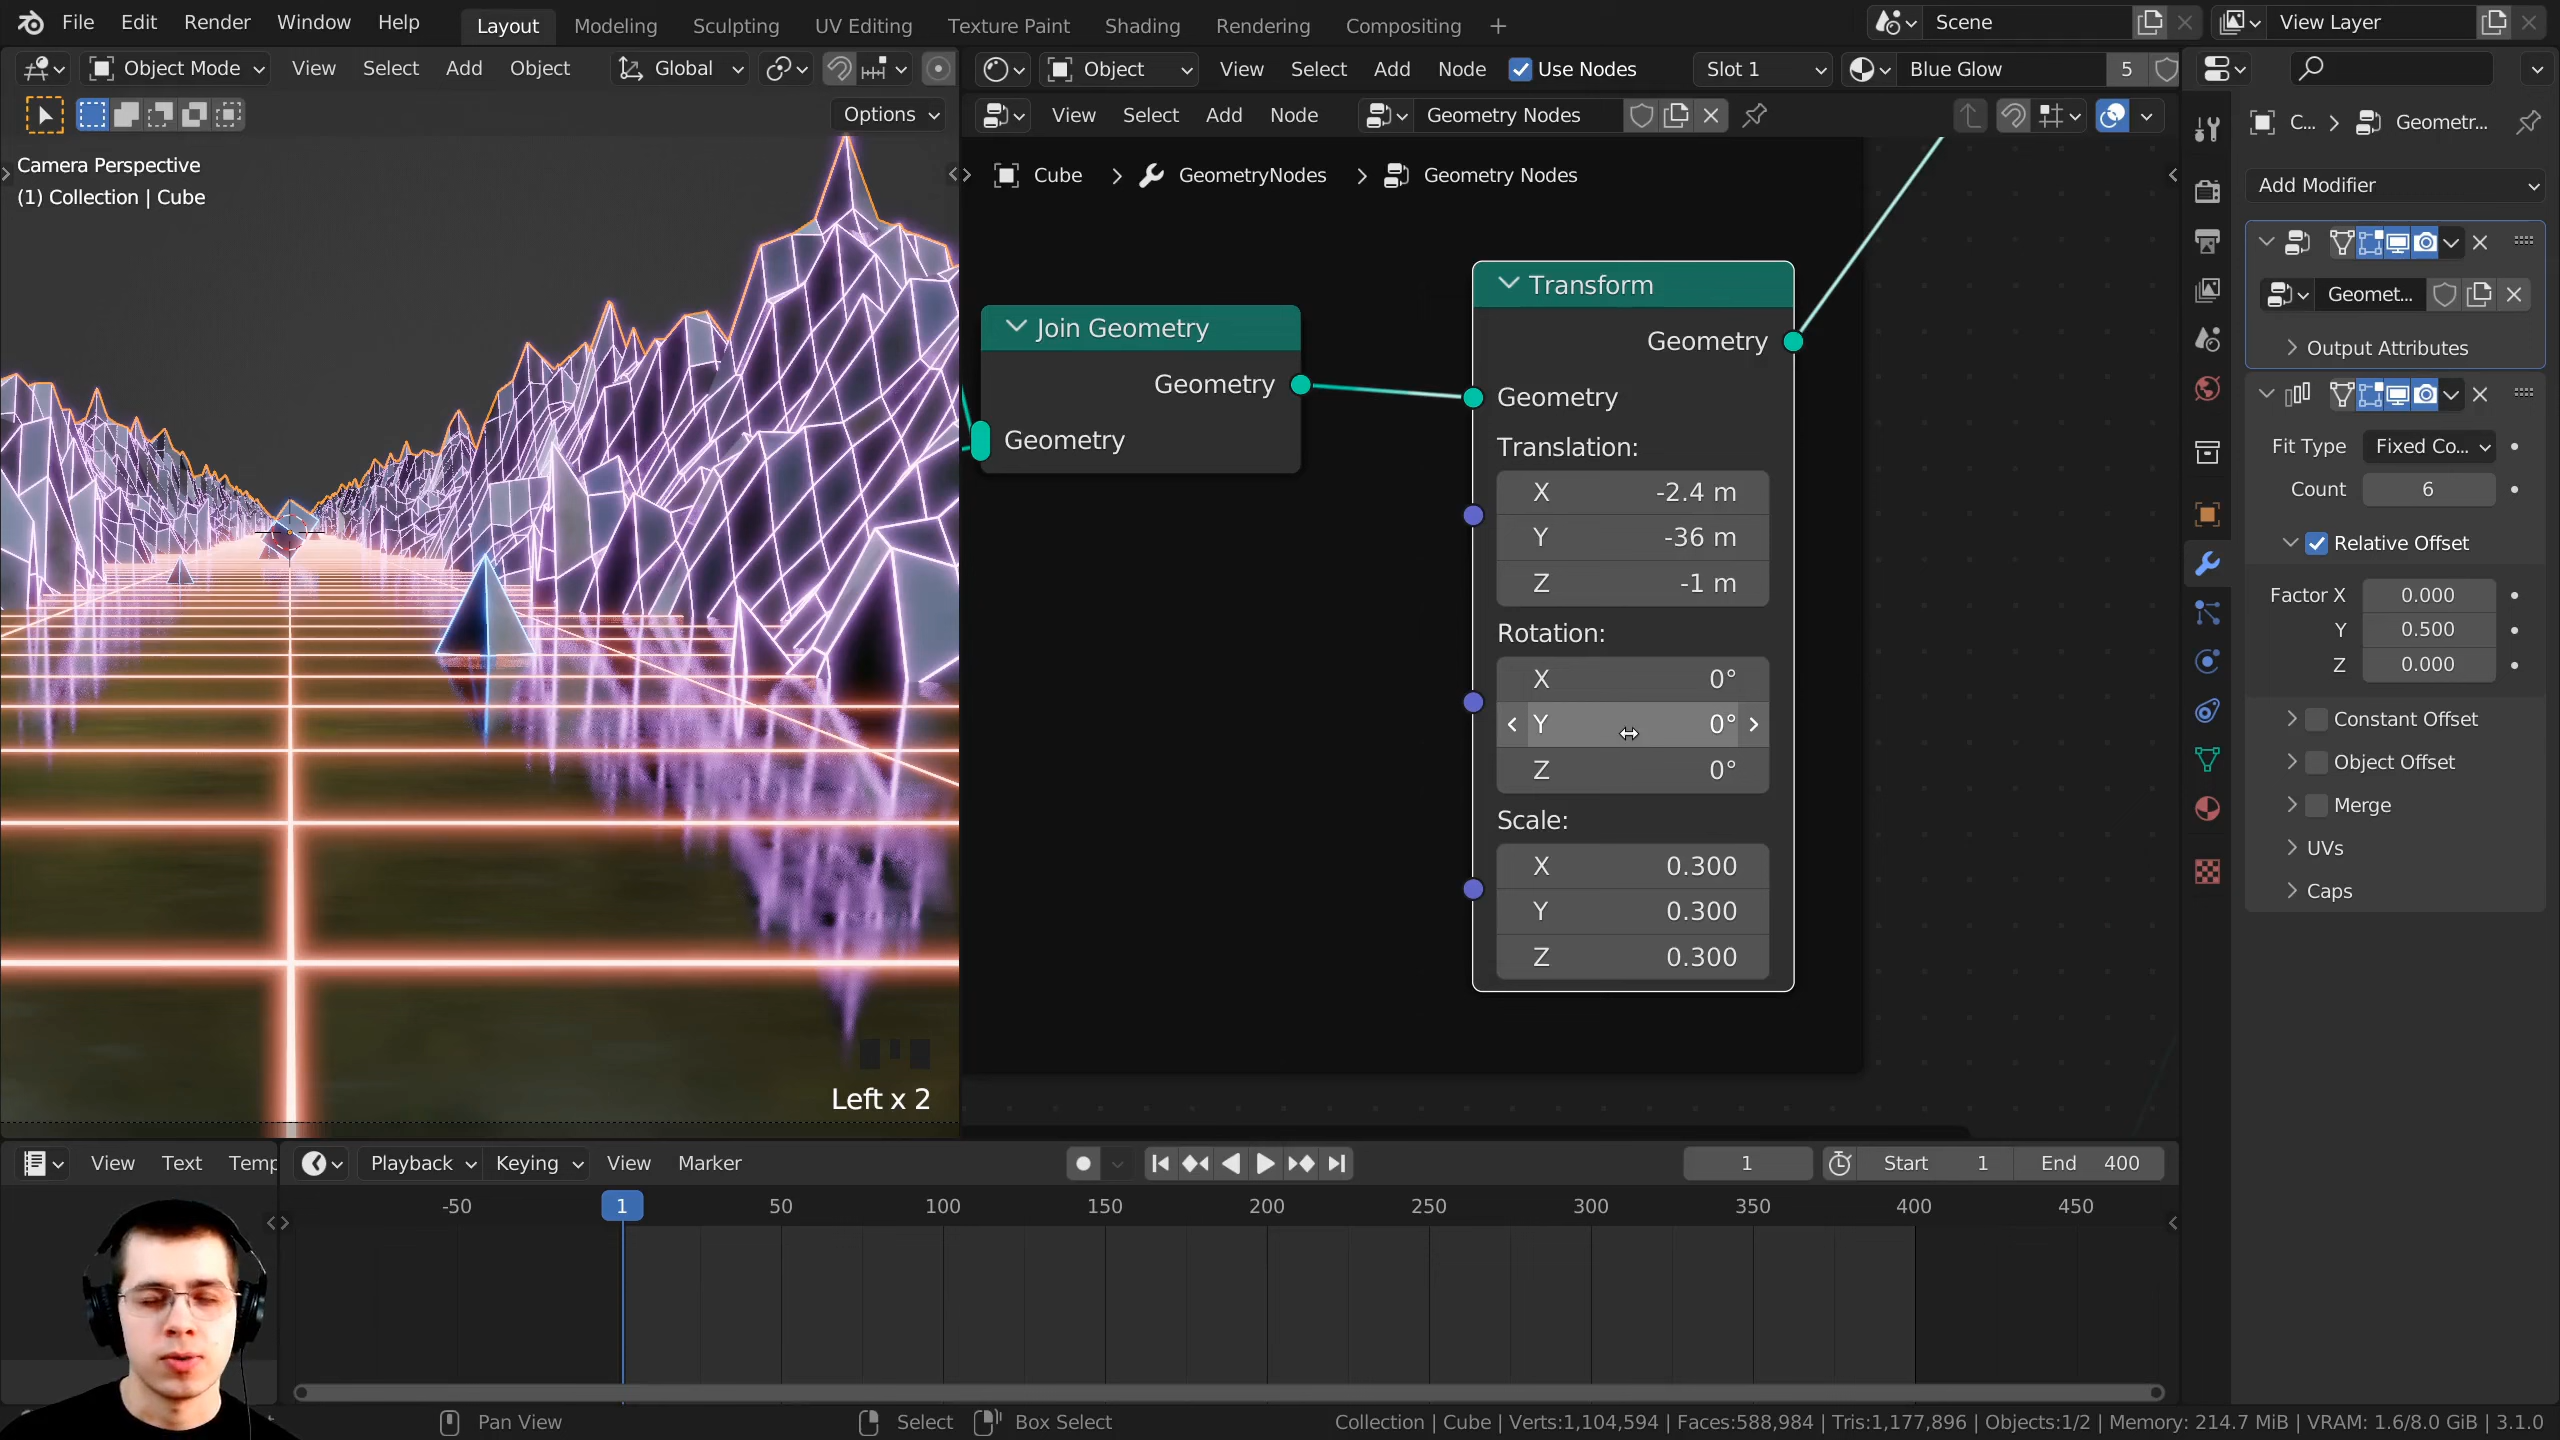 File Edit Render Window Help Layout Modeling Sculpting UV Editing Texture Paint Shading Rendering Compositing + Scene View Layer
Object Mode View Select Add Object Global
Object View Select Add Node Use Nodes Slot 1 Blue Glow 5
Options
View Select Add Node Geometry Nodes
C... Geometr...
Camera Perspective
(1) Collection | Cube
Cube GeometryNodes Geometry Nodes
Add Modifier
Geomet...
Output Attributes
Fit Type Fixed Co...
Count 6
Relative Offset
Factor X 0.000
Y 0.500
Z 0.000
Constant Offset
Object Offset
Merge
UVs
Caps
Join Geometry
Geometry
Geometry
Transform
Geometry
Geometry
Translation:
X -2.4 m
Y -36 m
Z -1 m
Rotation:
X 0°
Y 0°
Z 0°
Scale:
X 0.300
Y 0.300
Z 0.300
Left x 2
View Text Temp Playback Keying View Marker 1 Start 1 End 400
-50 1 50 100 150 200 250 300 350 400 450
Pan View Select Box Select Collection | Cube | Verts:1,104,594 | Faces:588,984 | Tris:1,177,896 | Objects:1/2 | Memory: 214.7 MiB | VRAM: 1.6/8.0 GiB | 3.1.0